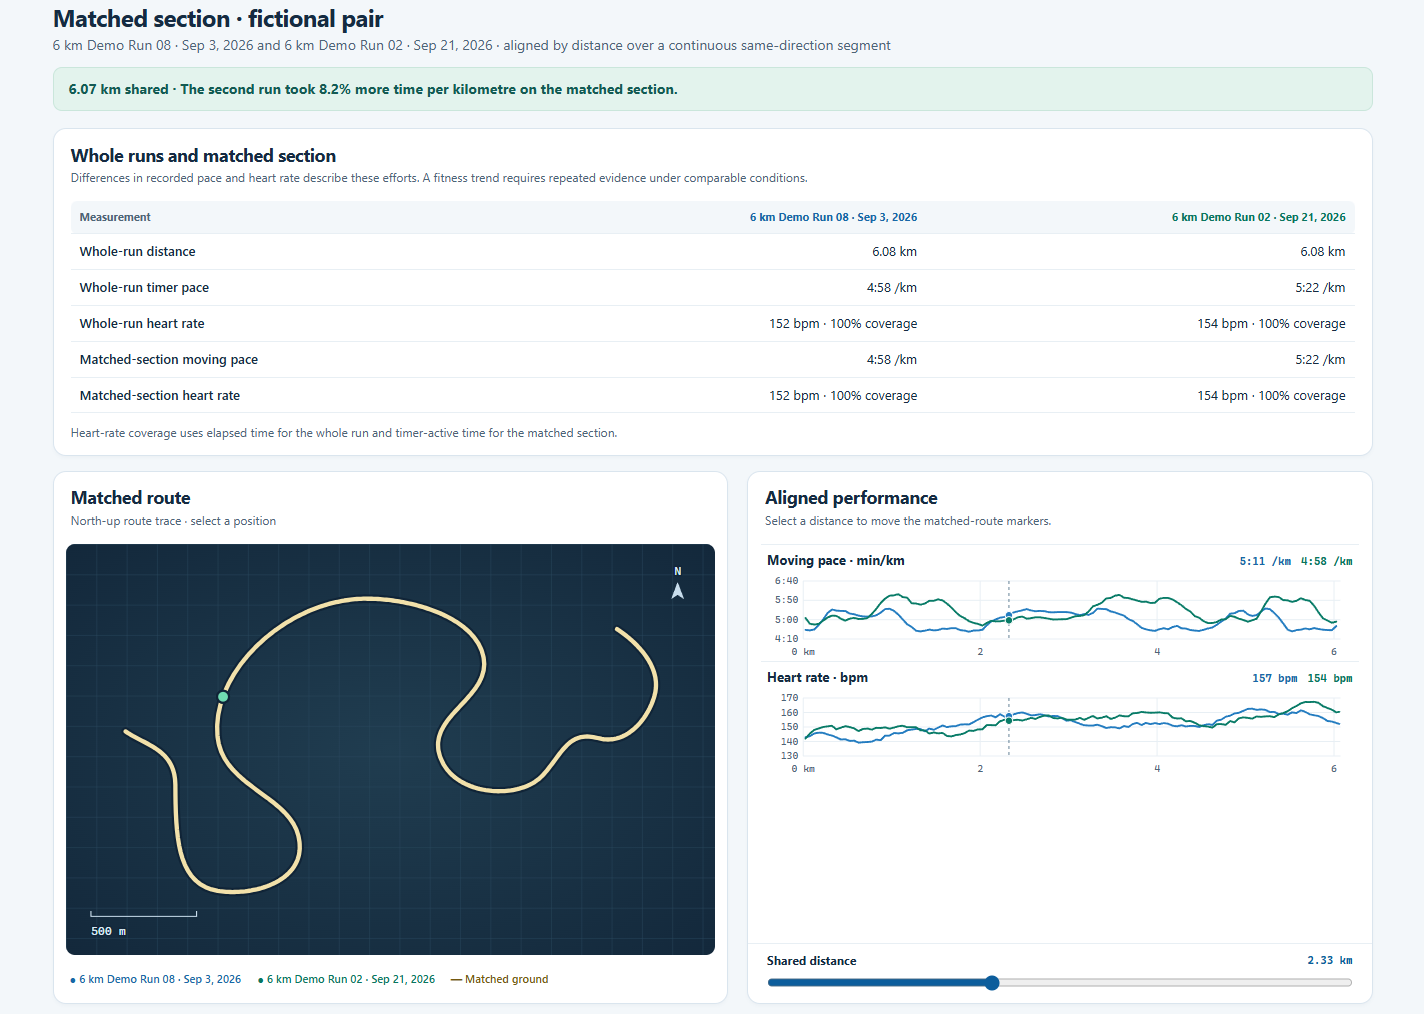 Matched section · fictional pair
6 km Demo Run 08 · Sep 3, 2026 and 6 km Demo Run 02 · Sep 21, 2026 · aligned by distance over a continuous same-direction segment
6.07 km shared · The second run took 8.2% more time per kilometre on the matched section.
Whole runs and matched section
Differences in recorded pace and heart rate describe these efforts. A fitness trend requires repeated evidence under comparable conditions.
Measurement 6 km Demo Run 08 · Sep 3, 2026 6 km Demo Run 02 · Sep 21, 2026
Whole-run distance 6.08 km 6.08 km
Whole-run timer pace 4:58 /km 5:22 /km
Whole-run heart rate 152 bpm · 100% coverage 154 bpm · 100% coverage
Matched-section moving pace 4:58 /km 5:22 /km
Matched-section heart rate 152 bpm · 100% coverage 154 bpm · 100% coverage
Heart-rate coverage uses elapsed time for the whole run and timer-active time for the matched section.
Matched route
North-up route trace · select a position
N
500 m
6 km Demo Run 08 · Sep 3, 2026 6 km Demo Run 02 · Sep 21, 2026 Matched ground
Aligned performance
Select a distance to move the matched-route markers.
Moving pace · min/km 5:11 /km 4:58 /km
6:40
5:50
5:00
4:10
0 km 2 4 6
Heart rate · bpm 157 bpm 154 bpm
170
160
150
140
130
0 km 2 4 6
Shared distance 2.33 km